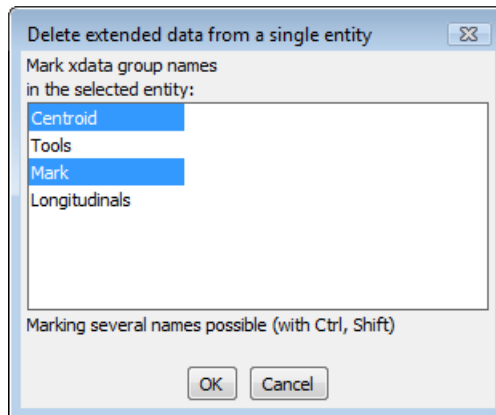 Delete extended data from a single entity
Mark xdata group names
in the selected entity:
Centroid
Tools
Mark
Longitudinals
Marking several names possible (with Ctrl, Shift)
OK Cancel